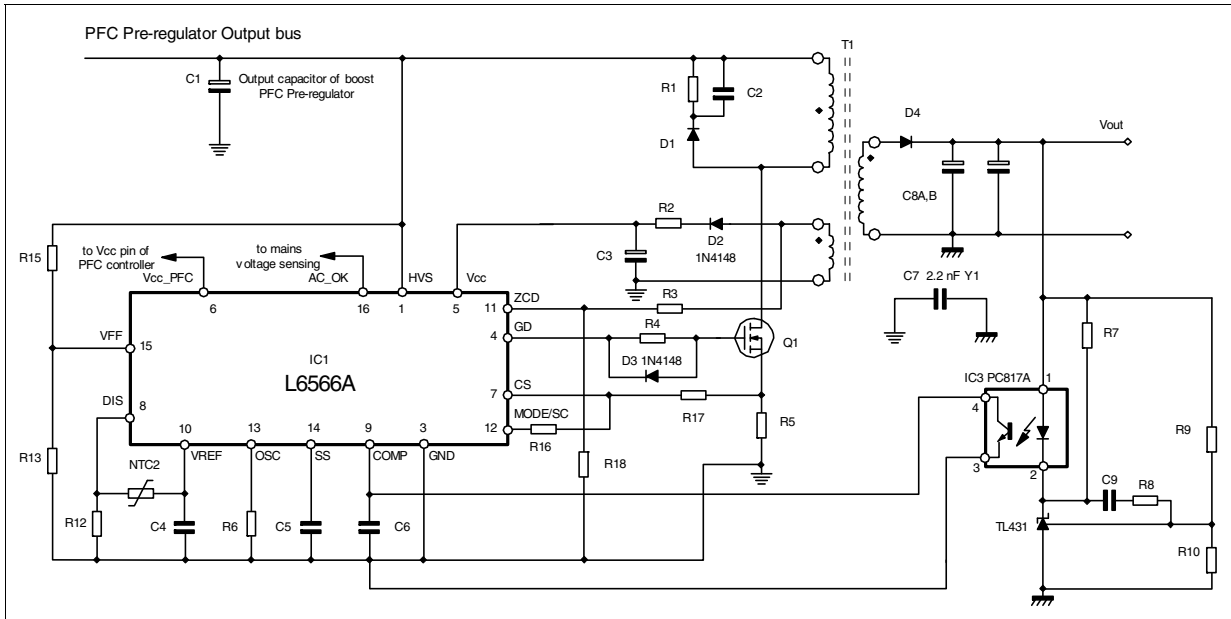 PFC Pre-regulator Output bus
T1
C1
Output capacitor of boost
PFC Pre-regulator
R1
C2
D1
D4
Vout
C8A,B
R2
D2
1N4148
C3
R15
to Vcc pin of
PFC controller
to mains
voltage sensing
Vcc_PFC
AC_OK
HVS
Vcc
6
16
1
5
ZCD
11
R3
C7 2.2 nF Y1
GD
4
R4
Q1
VFF
15
IC1
L6566A
D3 1N4148
R7
CS
7
R17
IC3 PC817A
1
4
DIS
8
MODE/SC
12
R16
R5
R9
10
13
14
9
3
VREF
OSC
SS
COMP
GND
R13
NTC2
R18
3
2
C9
R8
R12
C4
R6
C5
C6
TL431
R10